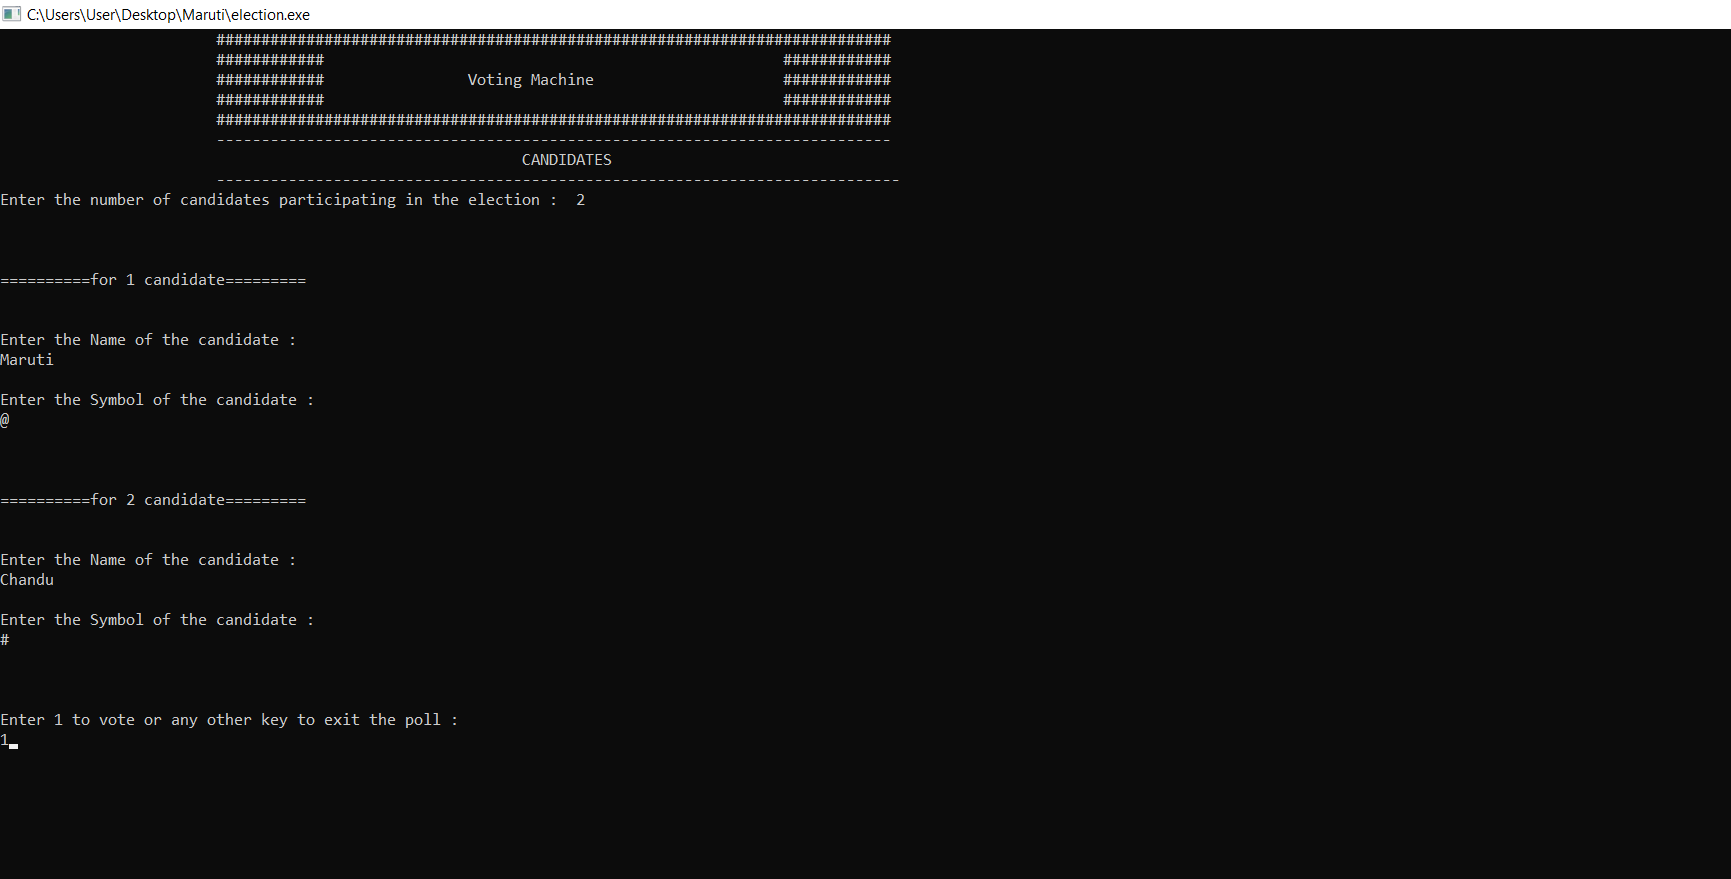 C:\Users\User\Desktop\Maruti\election.exe
###########################################################################
############                                                   ############
############                Voting Machine                     ############
############                                                   ############
###########################################################################
---------------------------------------------------------------------------
CANDIDATES
----------------------------------------------------------------------------
Enter the number of candidates participating in the election :  2
==========for 1 candidate=========
Enter the Name of the candidate :
Maruti
Enter the Symbol of the candidate :
@
==========for 2 candidate=========
Enter the Name of the candidate :
Chandu
Enter the Symbol of the candidate :
#
Enter 1 to vote or any other key to exit the poll :
1